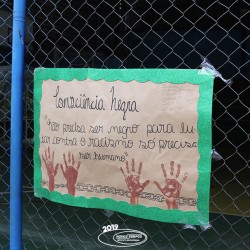 Consciência Negra
"Não precisa ser negro para lu
tar contra o racismo só precisa
ser humano"
2019